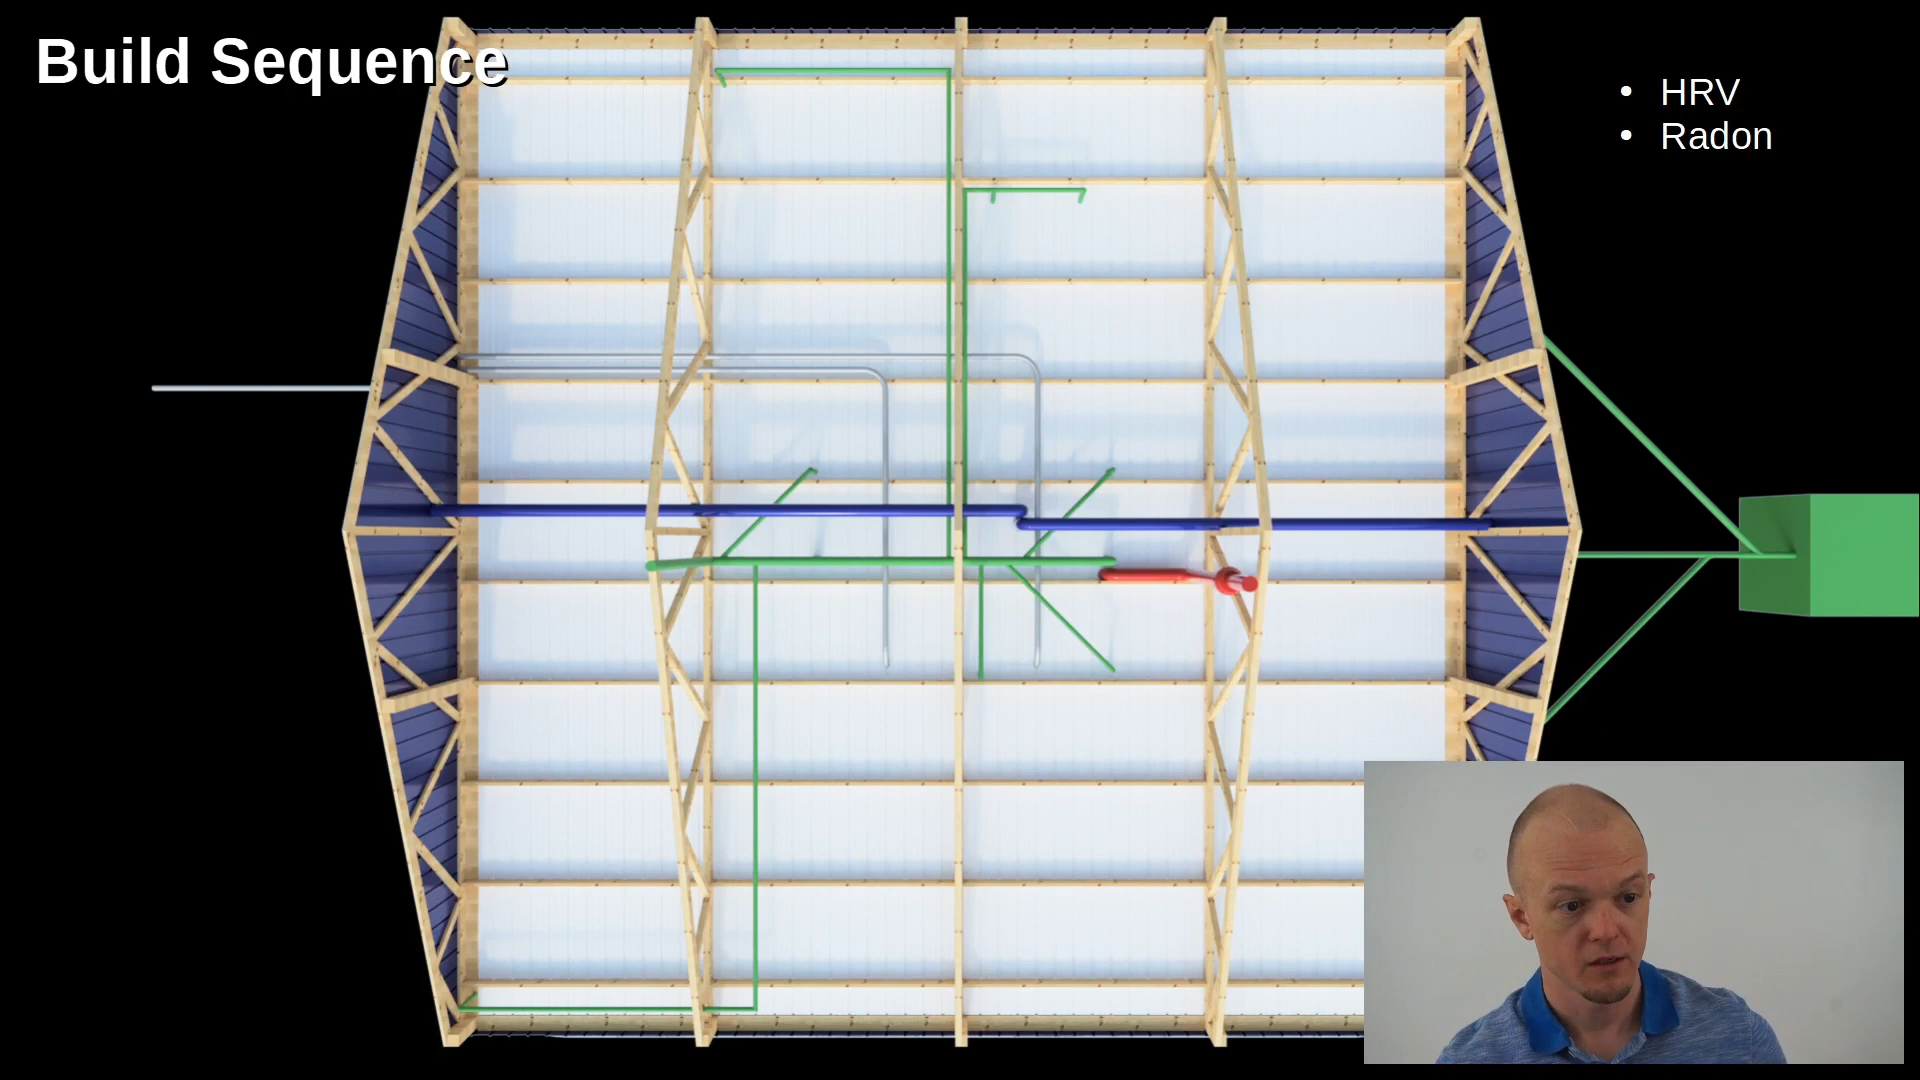 Build Sequence
• HRV
• Radon